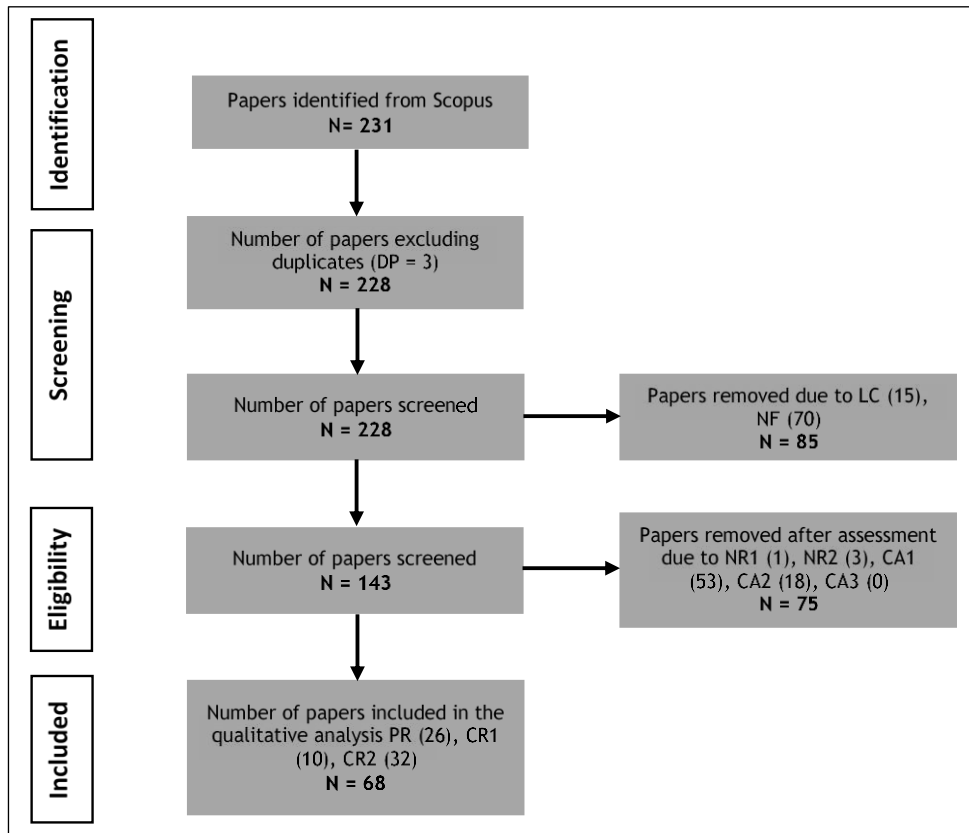 Identification
Papers identified from Scopus
N= 231
Screening
Number of papers excluding
duplicates (DP = 3)
N = 228
Number of papers screened
N = 228
Papers removed due to LC (15),
NF (70)
N = 85
Eligibility
Number of papers screened
N = 143
Papers removed after assessment
due to NR1 (1), NR2 (3), CA1
(53), CA2 (18), CA3 (0)
N = 75
Included
Number of papers included in the
qualitative analysis PR (26), CR1
(10), CR2 (32)
N = 68